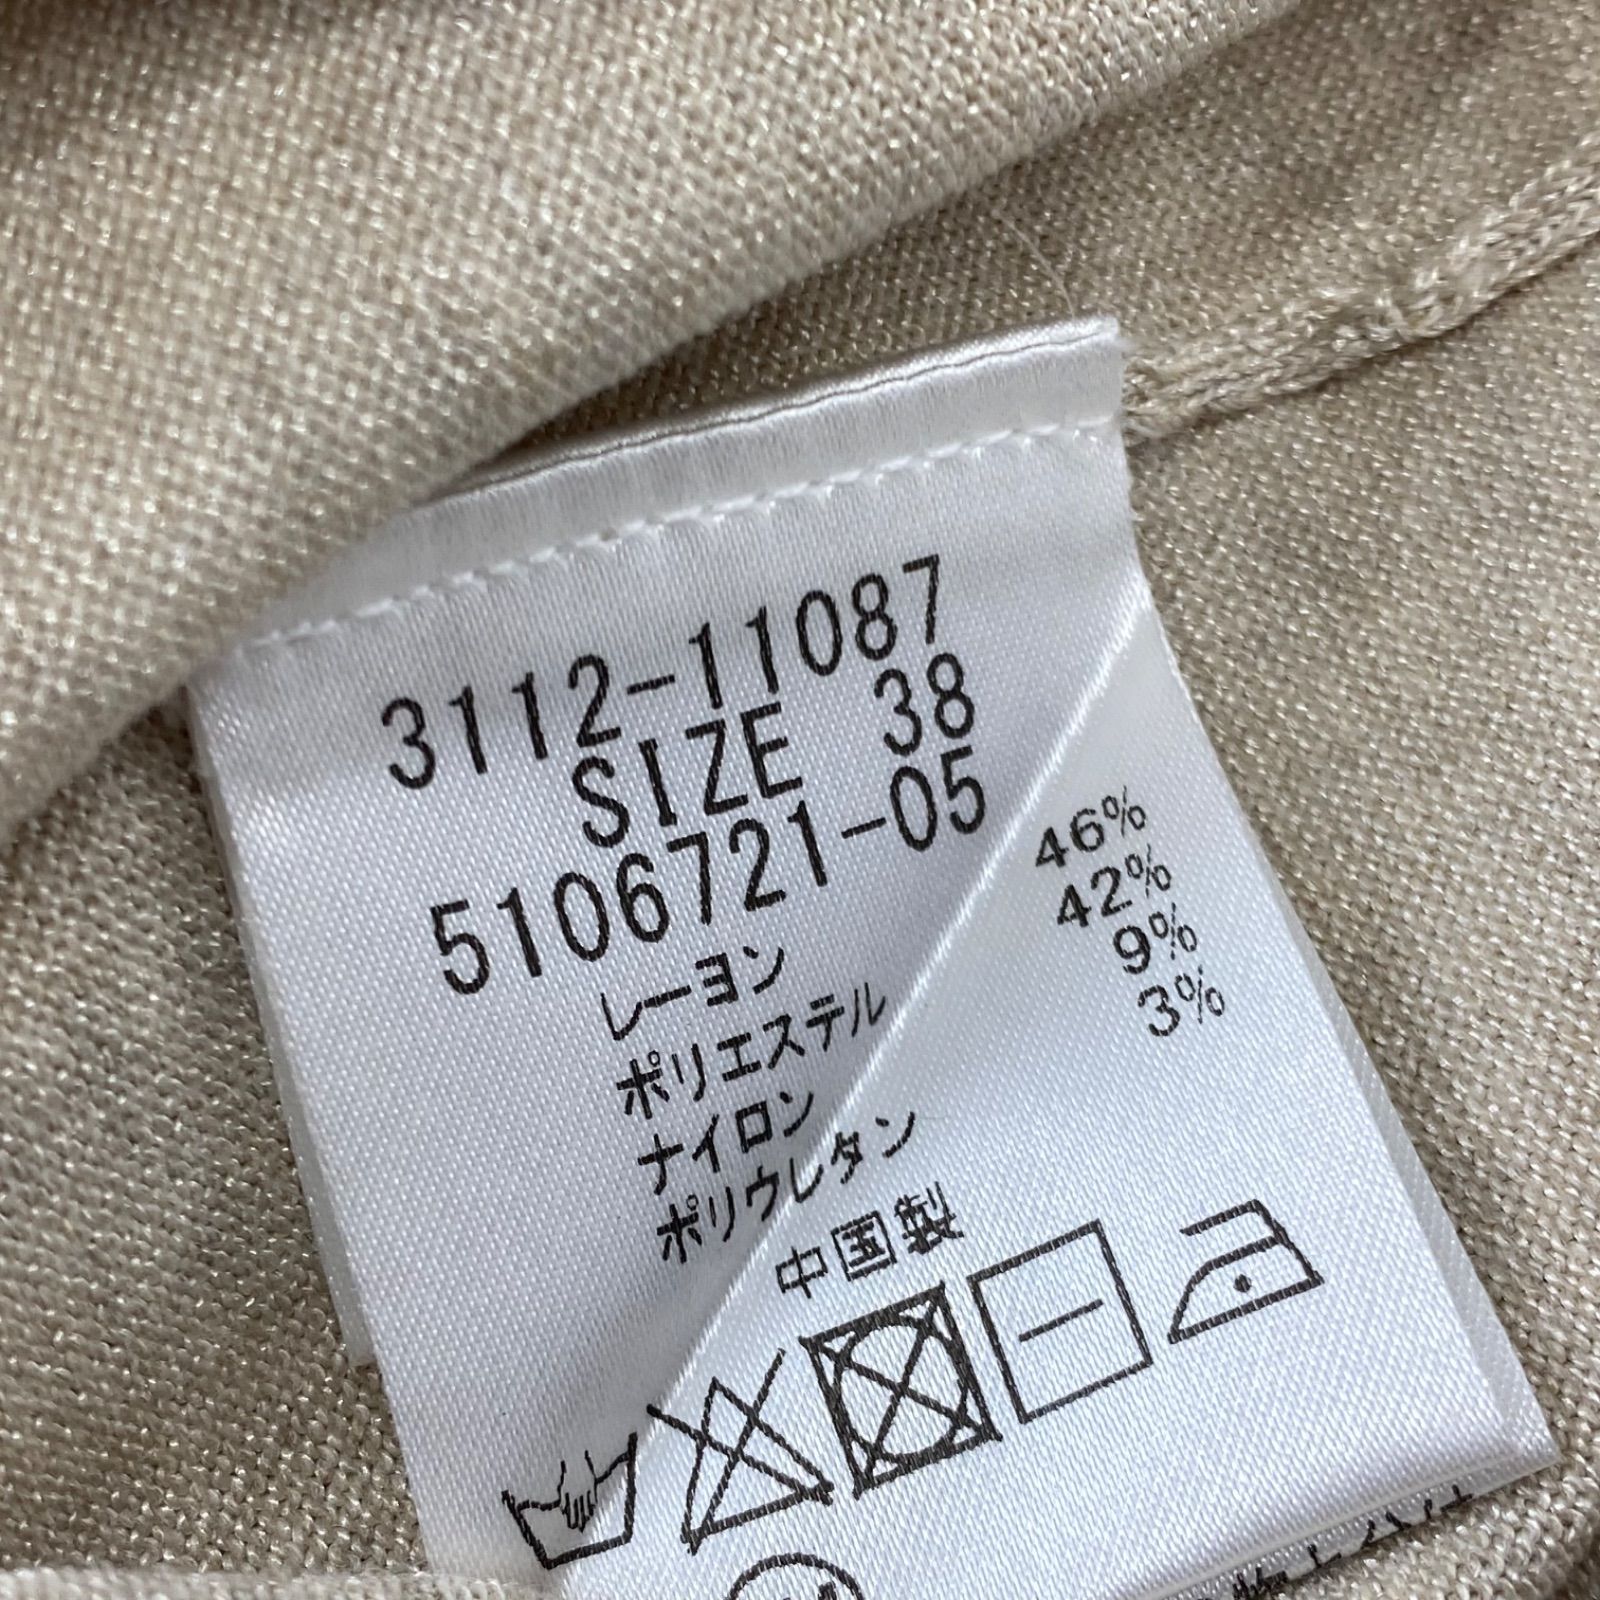 3112-11087
SIZE 38
5106721-05
レーヨン 46%
ポリエステル 42%
ナイロン 9%
ポリウレタン 3%
中国製